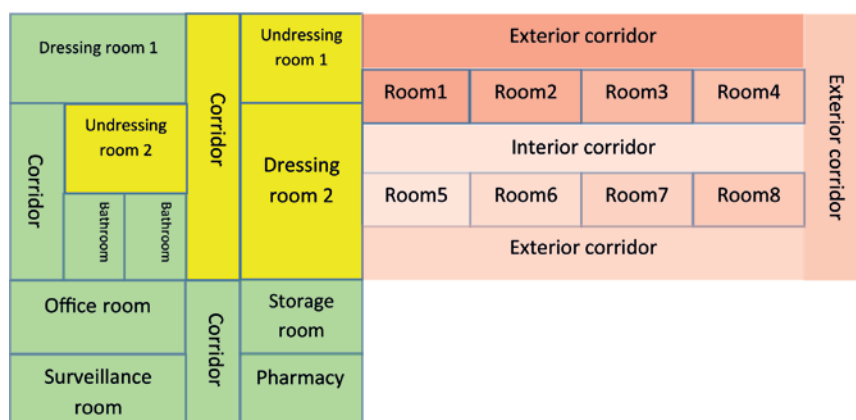 Dressing room 1
Undressing
room 1
Exterior corridor
Room1
Room2
Room3
Room4
Exterior corridor
Corridor
Corridor
Undressing
room 2
Dressing
room 2
Interior corridor
Room5
Room6
Room7
Room8
Bathroom
Bathroom
Exterior corridor
Office room
Corridor
Storage
room
Surveillance
room
Pharmacy